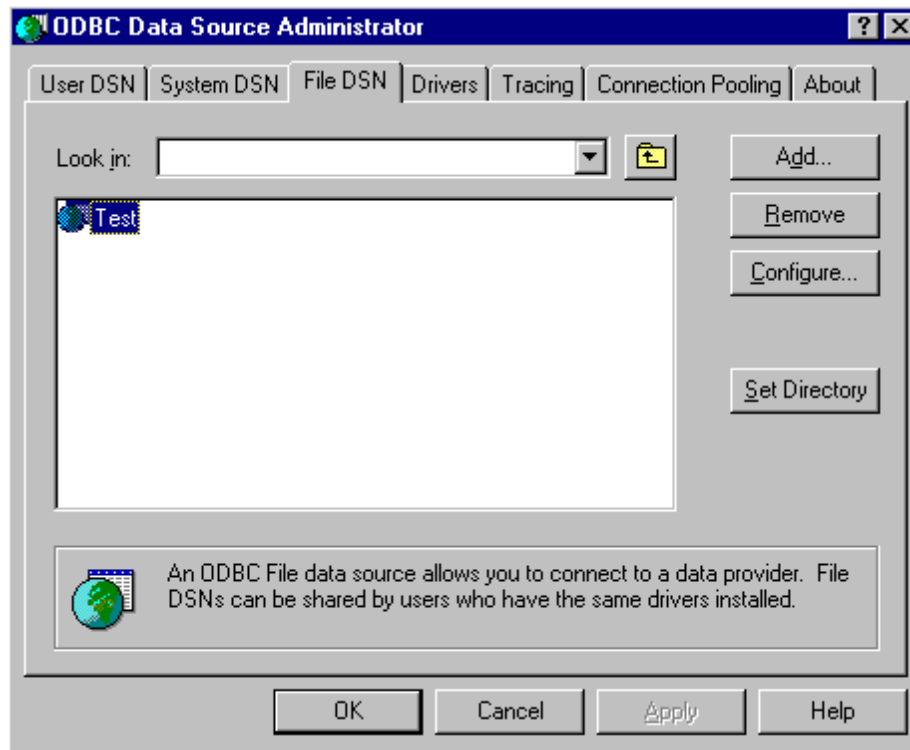 ODBC Data Source Administrator
User DSN System DSN File DSN Drivers Tracing Connection Pooling About
Look in: Add...
Test
Remove
Configure...
Set Directory
An ODBC File data source allows you to connect to a data provider. File
DSNs can be shared by users who have the same drivers installed.
OK Cancel Apply Help